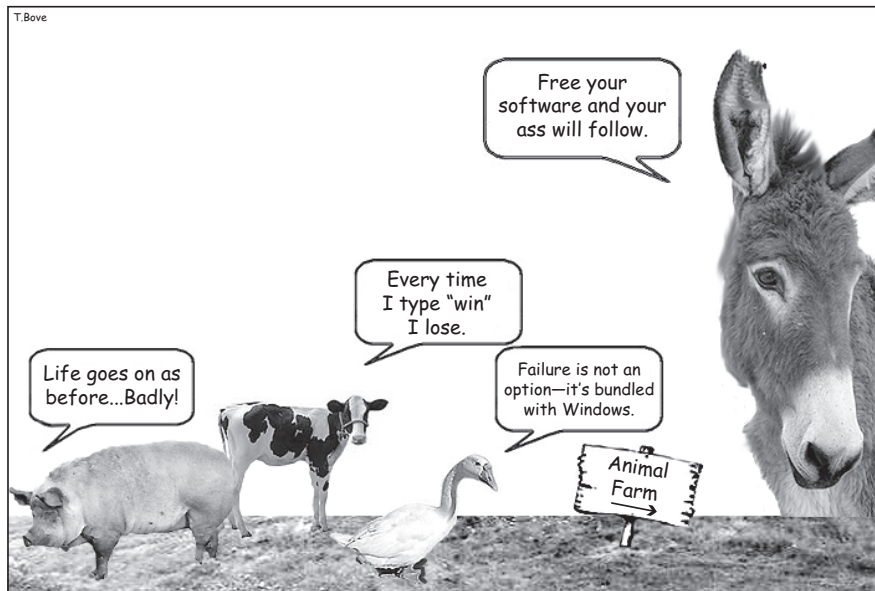 T.Bove
Free your
software and your
ass will follow.
Every time
I type “win”
I lose.
Life goes on as
before...Badly!
Failure is not an
option—it’s bundled
with Windows.
Animal
Farm